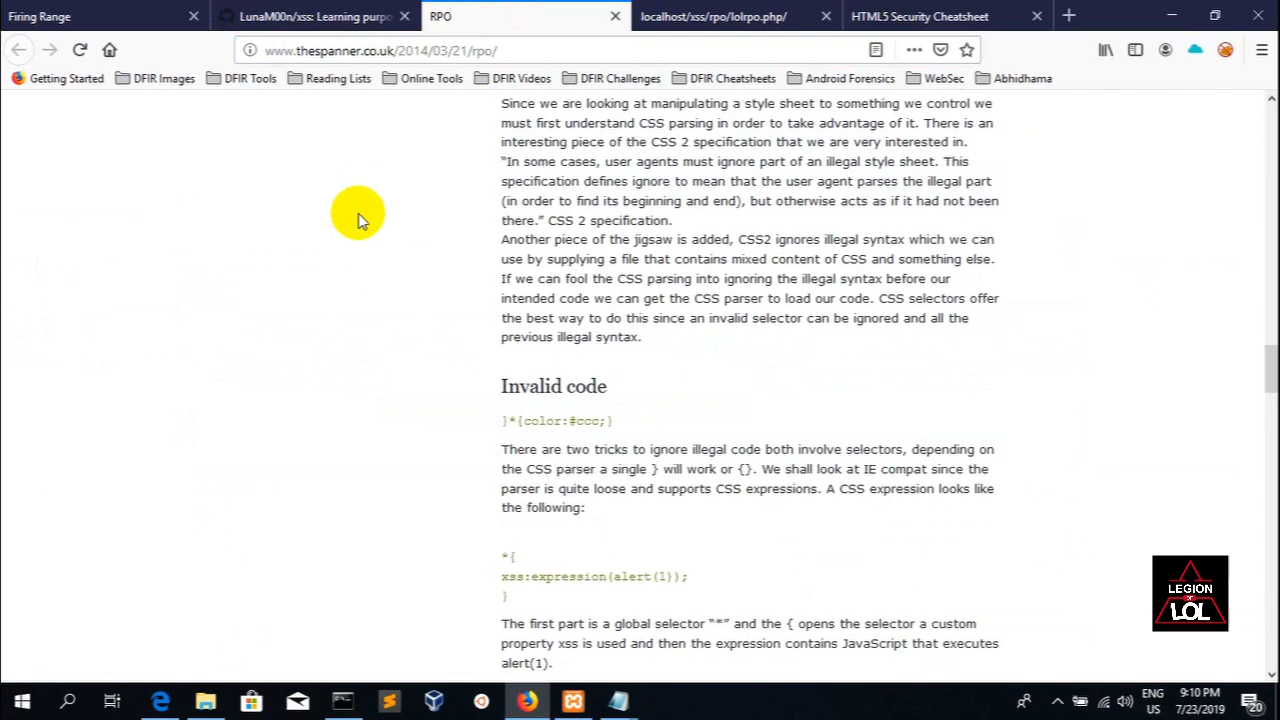 Firing Range
LunaM00n/xss: Learning purpo
RPO
localhost/xss/rpo/lolrpo.php/
HTML5 Security Cheatsheet
www.thespanner.co.uk/2014/03/21/rpo/
Getting Started
DFIR Images
DFIR Tools
Reading Lists
Online Tools
DFIR Videos
DFIR Challenges
DFIR Cheatsheets
Android Forensics
WebSec
Abhidhama
Since we are looking at manipulating a style sheet to something we control we
must first understand CSS parsing in order to take advantage of it. There is an
interesting piece of the CSS 2 specification that we are very interested in.
“In some cases, user agents must ignore part of an illegal style sheet. This
specification defines ignore to mean that the user agent parses the illegal part
(in order to find its beginning and end), but otherwise acts as if it had not been
there.” CSS 2 specification.
Another piece of the jigsaw is added, CSS2 ignores illegal syntax which we can
use by supplying a file that contains mixed content of CSS and something else.
If we can fool the CSS parsing into ignoring the illegal syntax before our
intended code we can get the CSS parser to load our code. CSS selectors offer
the best way to do this since an invalid selector can be ignored and all the
previous illegal syntax.
Invalid code
}*{color:#ccc;}
There are two tricks to ignore illegal code both involve selectors, depending on
the CSS parser a single } will work or {}. We shall look at IE compat since the
parser is quite loose and supports CSS expressions. A CSS expression looks like
the following:
*{
xss:expression(alert(1));
}
The first part is a global selector “*” and the { opens the selector a custom
property xss is used and then the expression contains JavaScript that executes
alert(1).
LEGION
OF
LOL
ENG
US
9:10 PM
7/23/2019
20